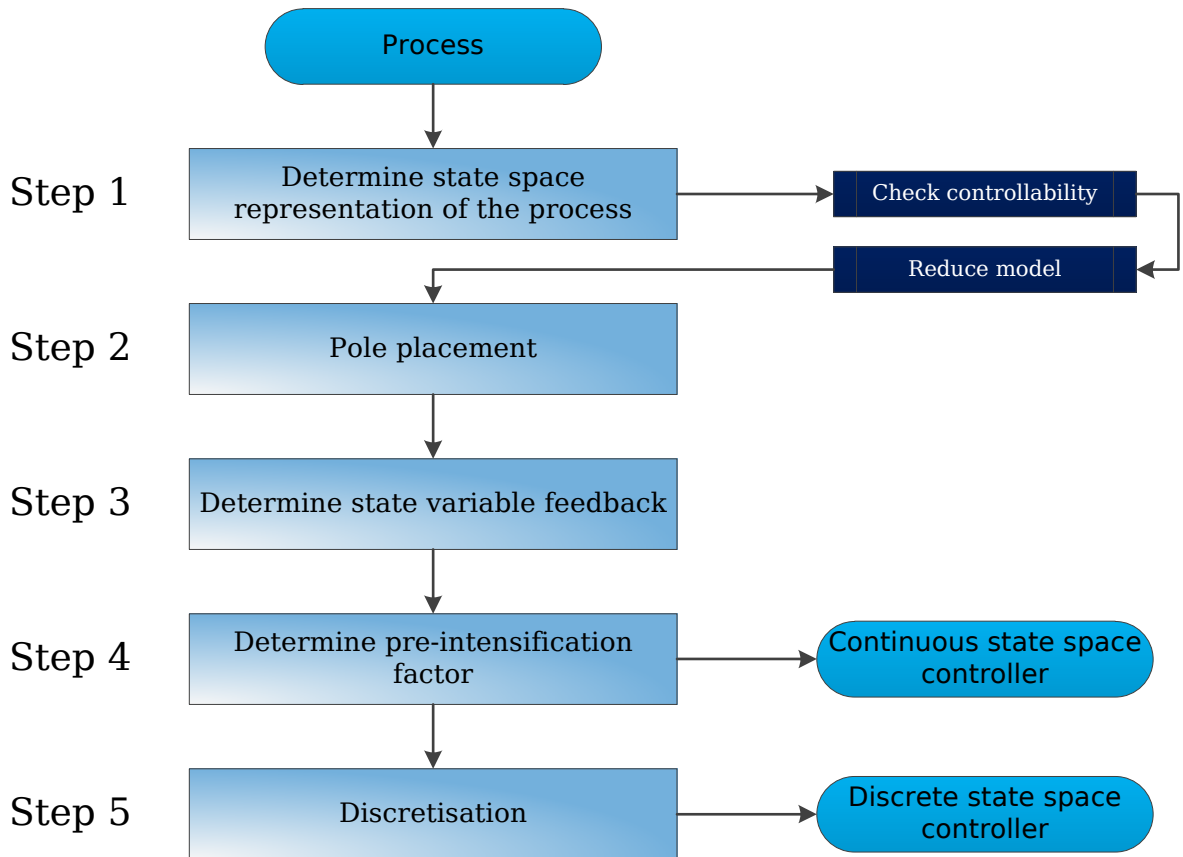 Process
Step 1
Determine state space
representation of the process
Check controllability
Reduce model
Step 2
Pole placement
Step 3
Determine state variable feedback
Step 4
Determine pre-intensification
factor
Continuous state space
controller
Step 5
Discretisation
Discrete state space
controller